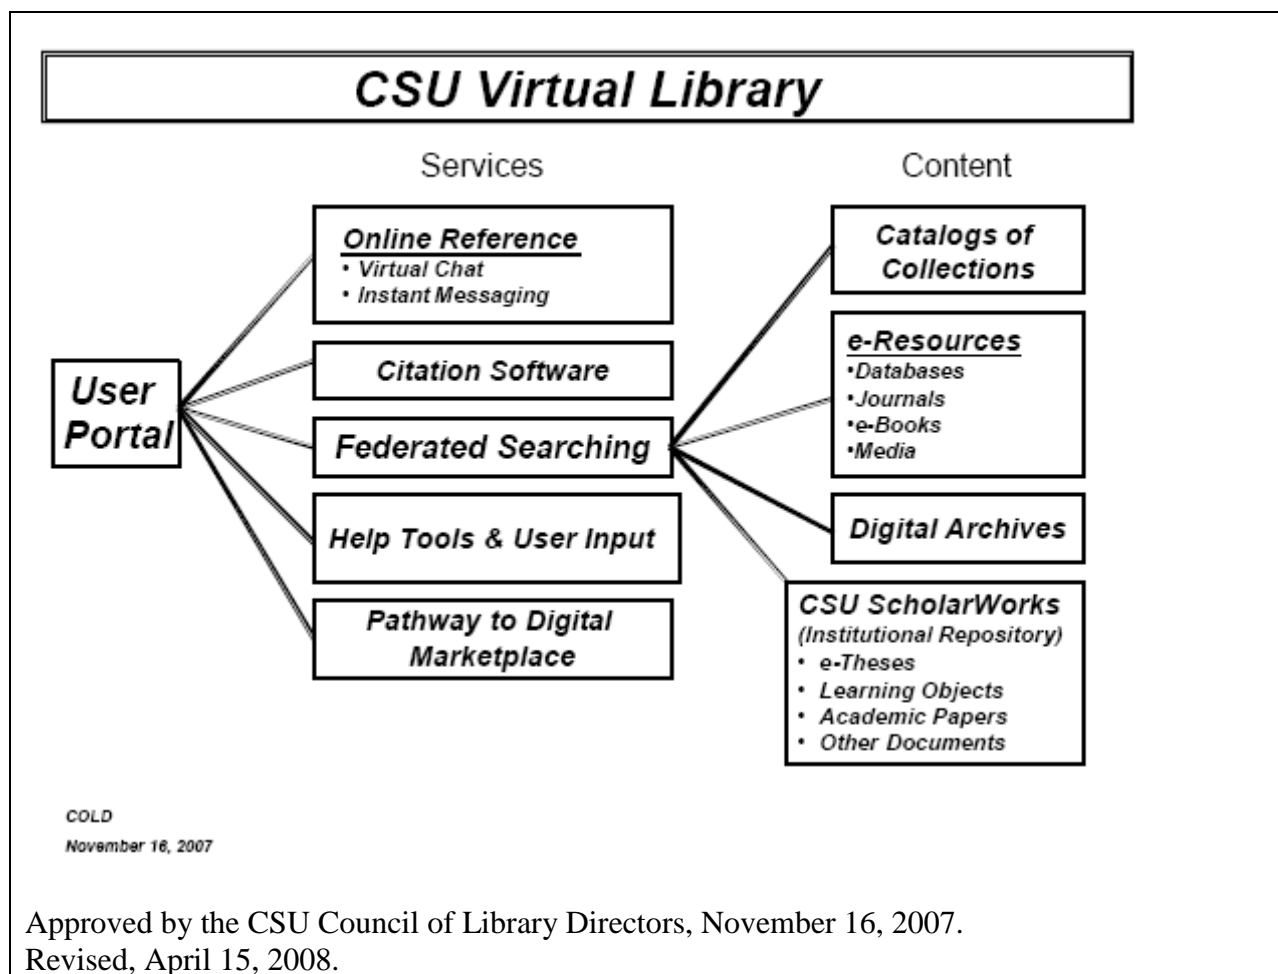 CSU Virtual Library
Services
Content
Online Reference
• Virtual Chat
• Instant Messaging
Citation Software
User
Portal
Federated Searching
Help Tools & User Input
Pathway to Digital
Marketplace
Catalogs of
Collections
e-Resources
•Databases
•Journals
•e-Books
•Media
Digital Archives
CSU ScholarWorks
(Institutional Repository)
• e-Theses
• Learning Objects
• Academic Papers
• Other Documents
COLD
November 16, 2007
Approved by the CSU Council of Library Directors, November 16, 2007.
Revised, April 15, 2008.